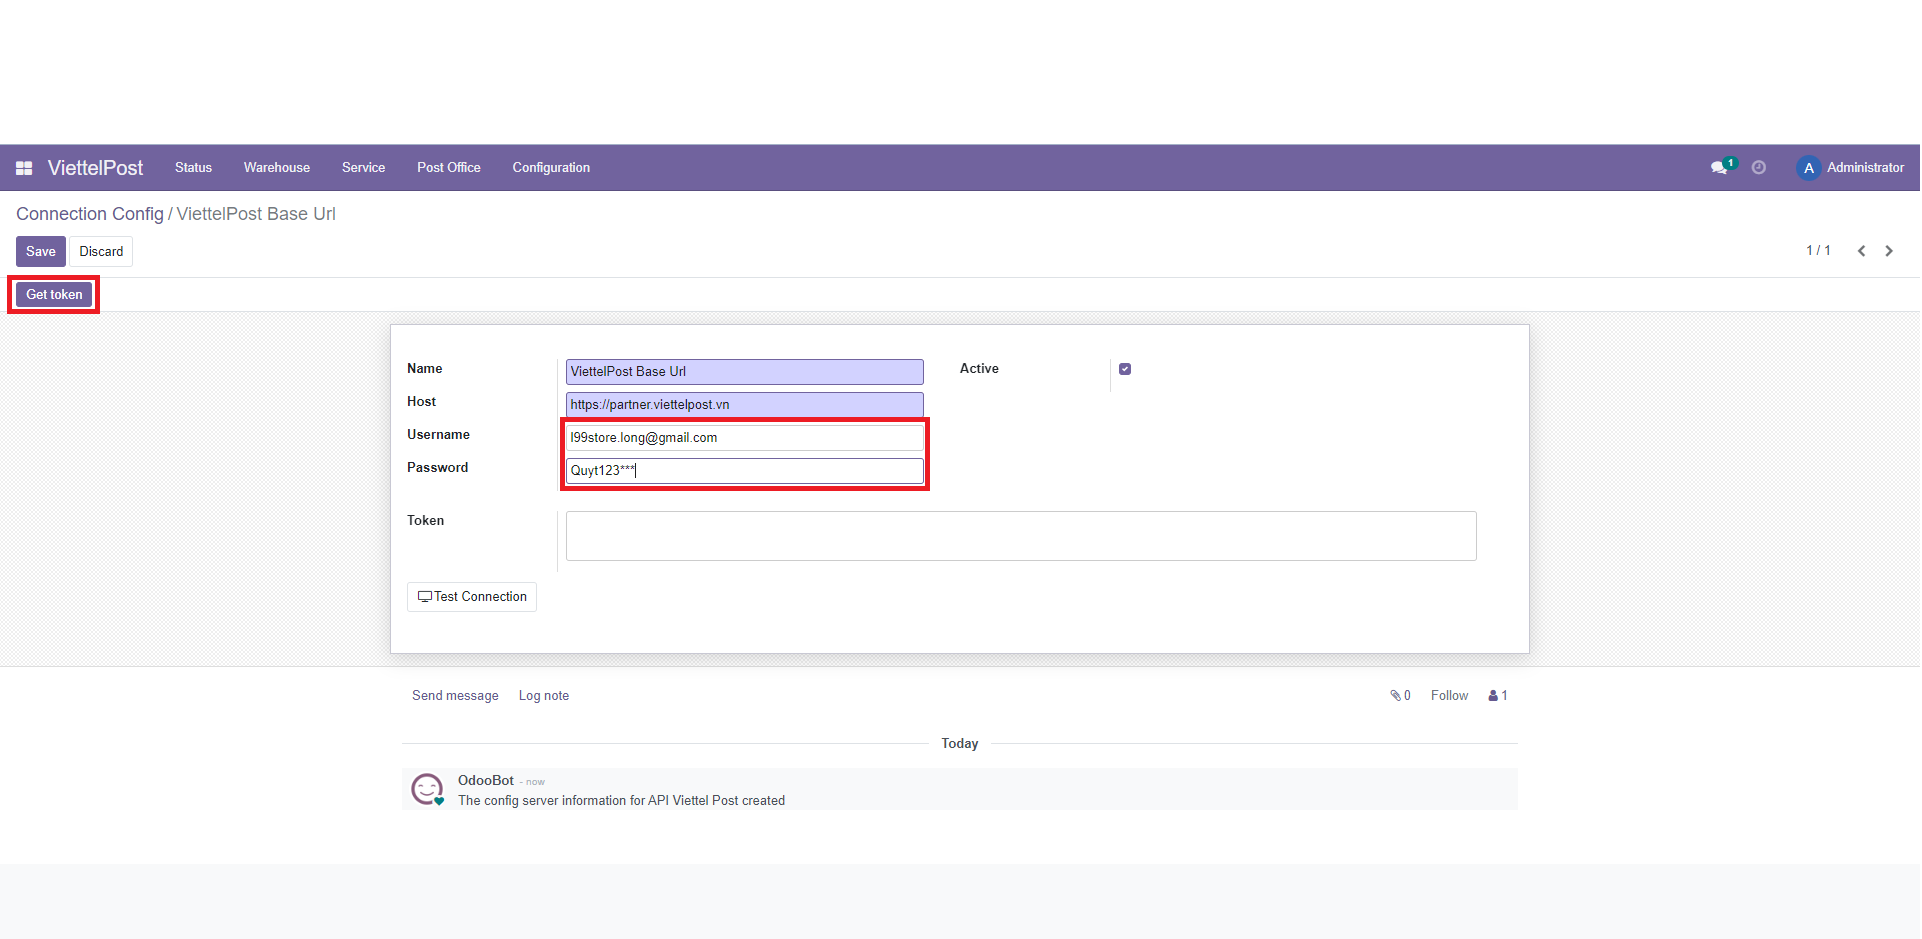 ViettelPost Status Warehouse Service Post Office Configuration 1 A Administrator
Connection Config / ViettelPost Base Url
Save Discard 1 / 1
Get token
Name ViettelPost Base Url Active
Host https://partner.viettelpost.vn
Username l99store.long@gmail.com
Password Quyt123***
Token
Test Connection
Send message Log note 0 Follow 1
Today
OdooBot - now
The config server information for API Viettel Post created